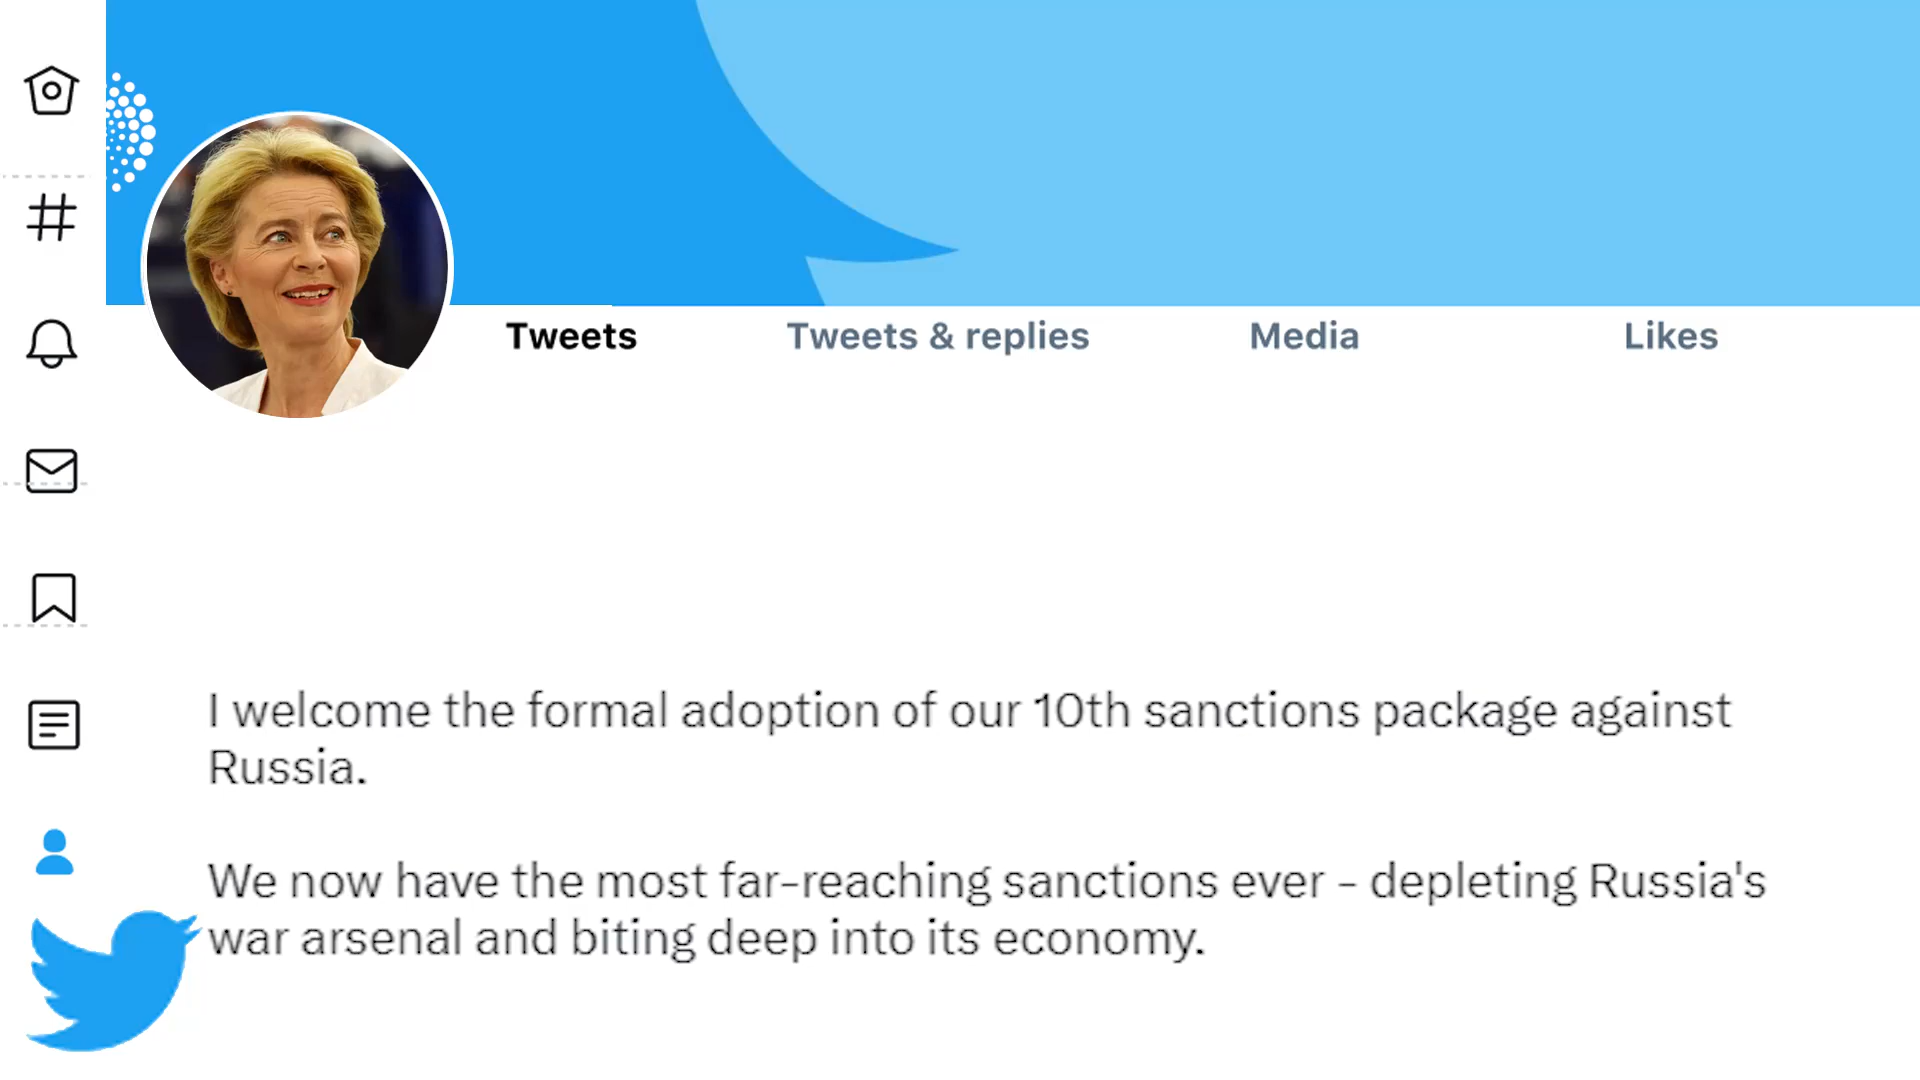 Tweets Tweets & replies Media Likes
I welcome the formal adoption of our 10th sanctions package against
Russia.
We now have the most far-reaching sanctions ever - depleting Russia's
war arsenal and biting deep into its economy.